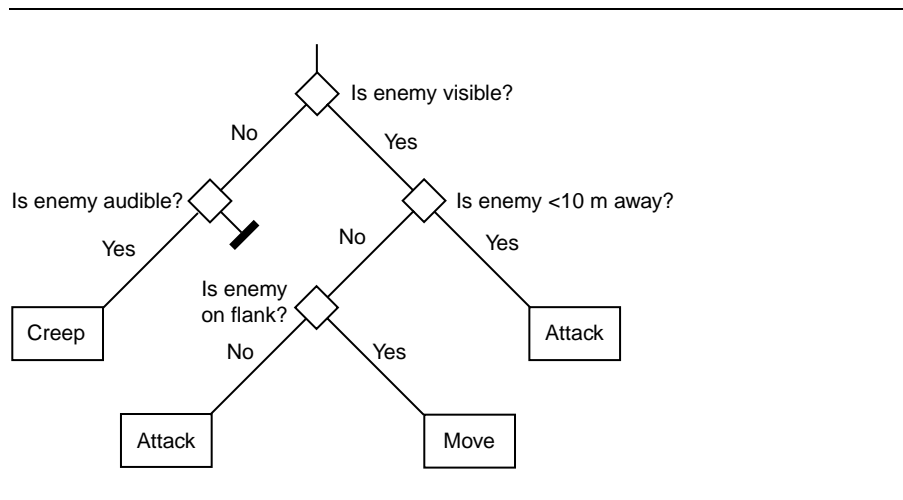 Is enemy visible?
No
Yes
Is enemy audible?
Is enemy <10 m away?
Yes
No
Yes
Is enemy
on flank?
Creep
Attack
No
Yes
Attack
Move